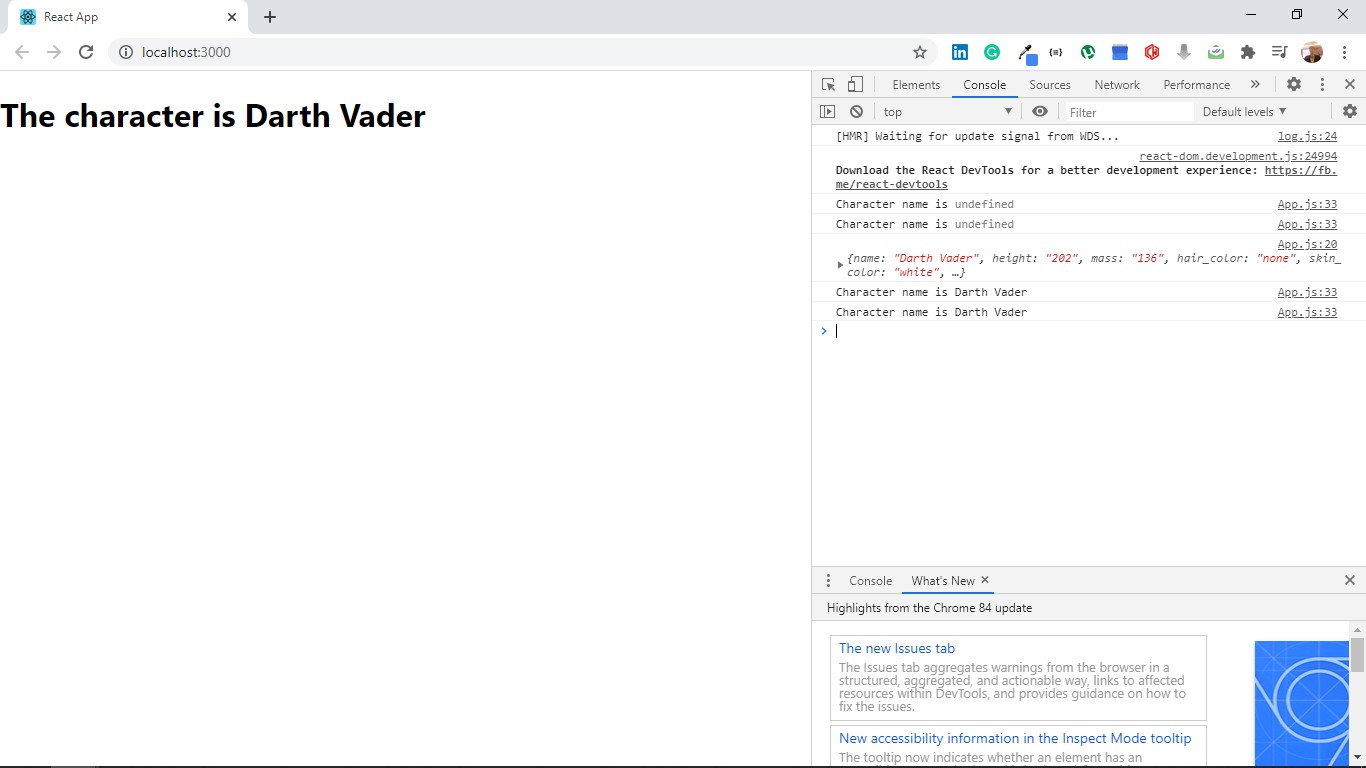 React App
localhost:3000
The character is Darth Vader
Elements Console Sources Network Performance »
top Filter Default levels
[HMR] Waiting for update signal from WDS... log.js:24
react-dom.development.js:24994
Download the React DevTools for a better development experience: https://fb.
me/react-devtools
Character name is undefined App.js:33
Character name is undefined App.js:33
App.js:20
{name: "Darth Vader", height: "202", mass: "136", hair_color: "none", skin_
color: "white", …}
Character name is Darth Vader App.js:33
Character name is Darth Vader App.js:33
Console What's New
Highlights from the Chrome 84 update
The new Issues tab
The Issues tab aggregates warnings from the browser in a
structured, aggregated, and actionable way, links to affected
resources within DevTools, and provides guidance on how to
fix the issues.
New accessibility information in the Inspect Mode tooltip
The tooltip now indicates whether an element has an